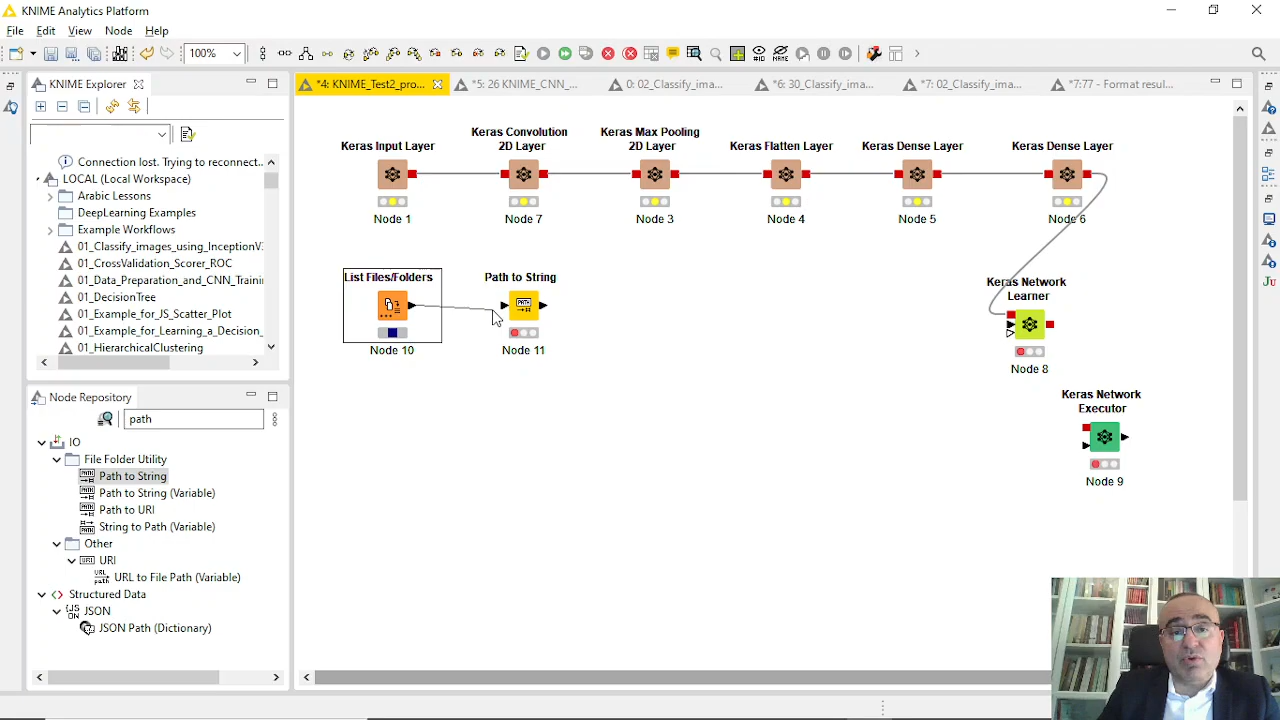 KNIME Analytics Platform
File Edit View Node Help
100%
KNIME Explorer
*4: KNIME_Test2_pro...
*5: 26 KNIME_CNN_...
0: 02_Classify_ima...
*6: 30_Classify_ima...
*7: 02_Classify_ima...
*7:77 - Format resul...
Connection lost. Trying to reconnect..
LOCAL (Local Workspace)
Arabic Lessons
DeepLearning Examples
Example Workflows
01_Classify_images_using_InceptionV:
01_CrossValidation_Scorer_ROC
01_Data_Preparation_and_CNN_Traini
01_DecisionTree
01_Example_for_JS_Scatter_Plot
01_Example_for_Learning_a_Decision_
01_HierarchicalClustering
Node Repository
path
IO
File Folder Utility
Path to String
Path to String (Variable)
Path to URI
String to Path (Variable)
Other
URI
URL to File Path (Variable)
Structured Data
JSON
JSON Path (Dictionary)
Keras Input Layer
Node 1
Keras Convolution
2D Layer
Node 7
Keras Max Pooling
2D Layer
Node 3
Keras Flatten Layer
Node 4
Keras Dense Layer
Node 5
Keras Dense Layer
Node 6
List Files/Folders
Node 10
Path to String
PATH
Node 11
Keras Network
Learner
Node 8
Keras Network
Executor
Node 9
Ju